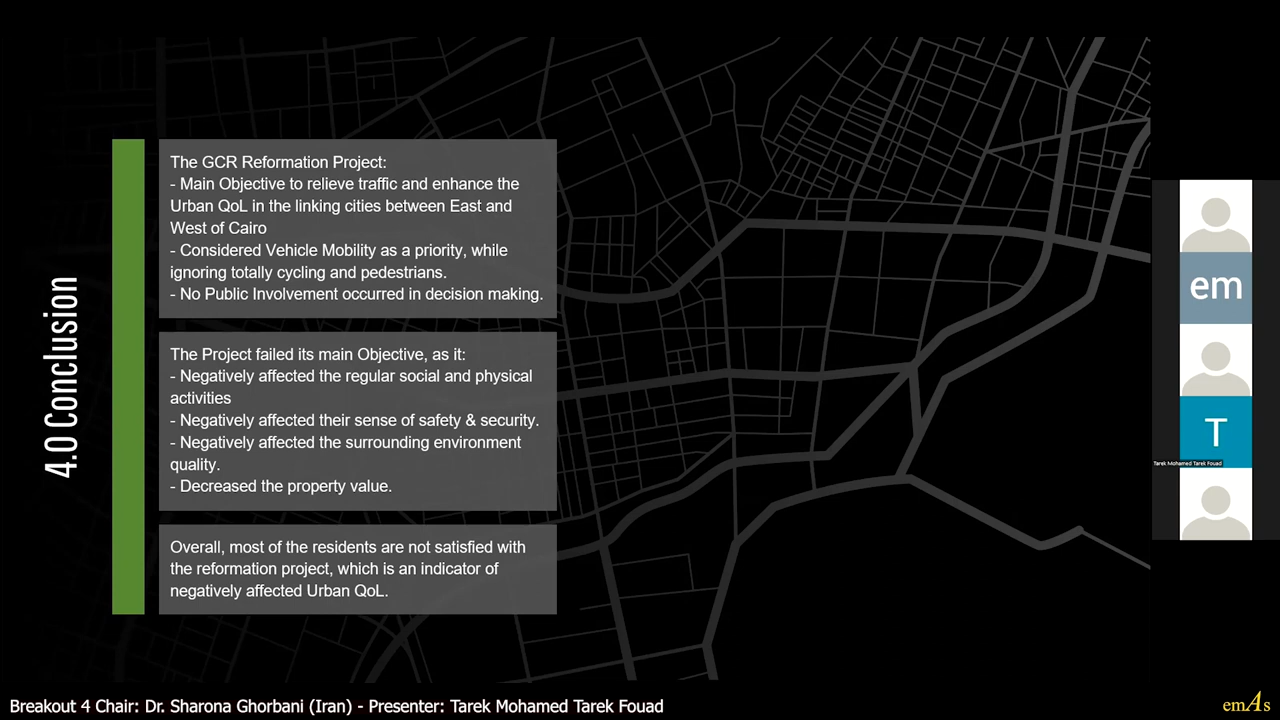 4.0 Conclusion
The GCR Reformation Project:
- Main Objective to relieve traffic and enhance the
Urban QoL in the linking cities between East and
West of Cairo
- Considered Vehicle Mobility as a priority, while
ignoring totally cycling and pedestrians.
- No Public Involvement occurred in decision making.
The Project failed its main Objective, as it:
- Negatively affected the regular social and physical
activities
- Negatively affected their sense of safety & security.
- Negatively affected the surrounding environment
quality.
- Decreased the property value.
Overall, most of the residents are not satisfied with
the reformation project, which is an indicator of
negatively affected Urban QoL.
em
T
Tarek Mohamed Tarek Fouad
Breakout 4 Chair: Dr. Sharona Ghorbani (Iran) - Presenter: Tarek Mohamed Tarek Fouad
emAs